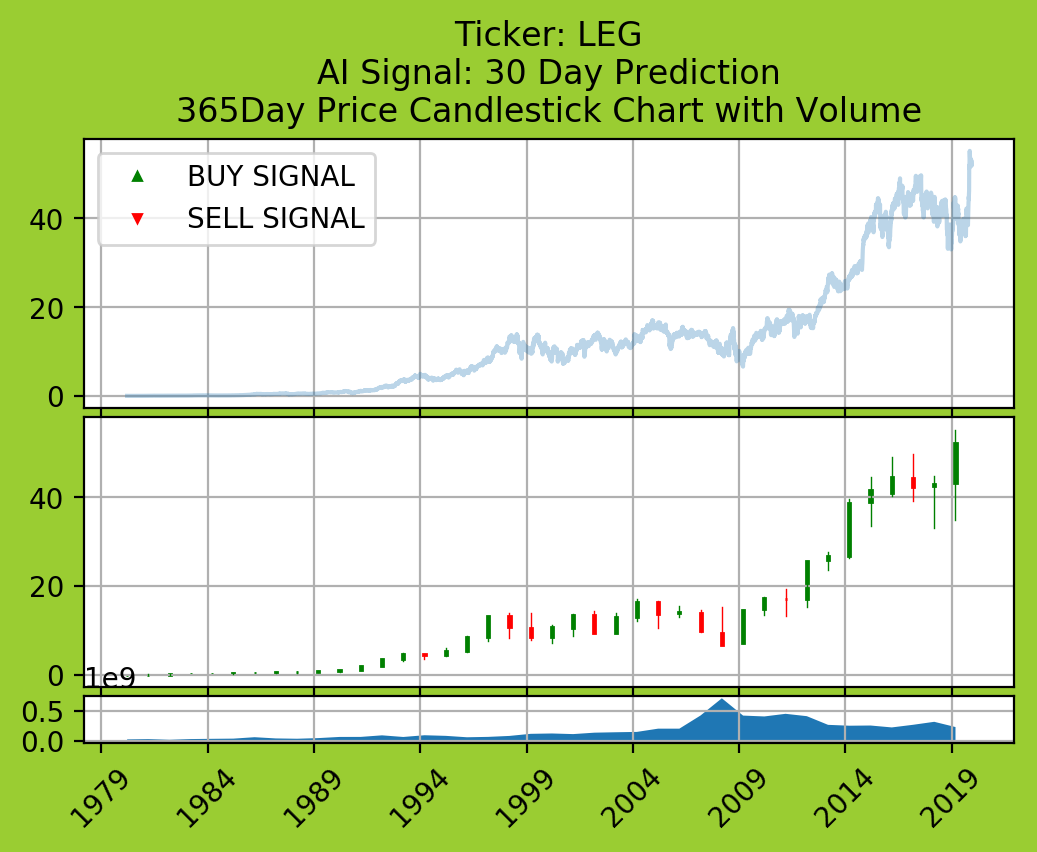 Ticker: LEG
AI Signal: 30 Day Prediction
365Day Price Candlestick Chart with Volume
BUY SIGNAL
SELL SIGNAL
40
20
0
40
20
0
1e9
0.5
0.0
1979 1984 1989 1994 1999 2004 2009 2014 2019